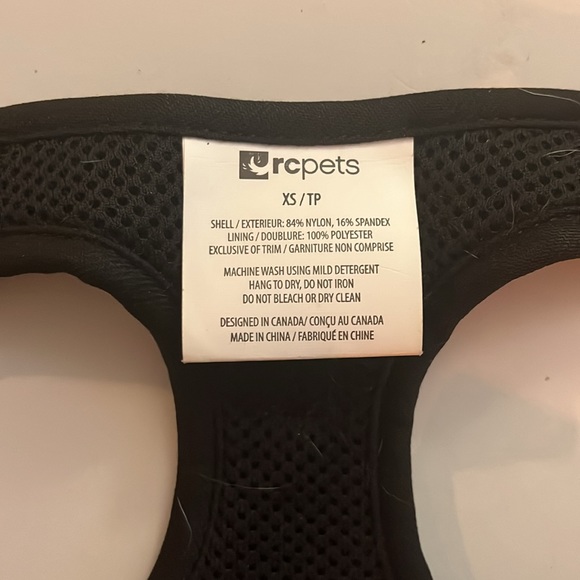 rcpets
XS / TP
SHELL / EXTERIEUR: 84% NYLON, 16% SPANDEX
LINING / DOUBLURE: 100% POLYESTER
EXCLUSIVE OF TRIM / GARNITURE NON COMPRISE
MACHINE WASH USING MILD DETERGENT
HANG TO DRY, DO NOT IRON
DO NOT BLEACH OR DRY CLEAN
DESIGNED IN CANADA/ CONÇU AU CANADA
MADE IN CHINA / FABRIQUÉ EN CHINE